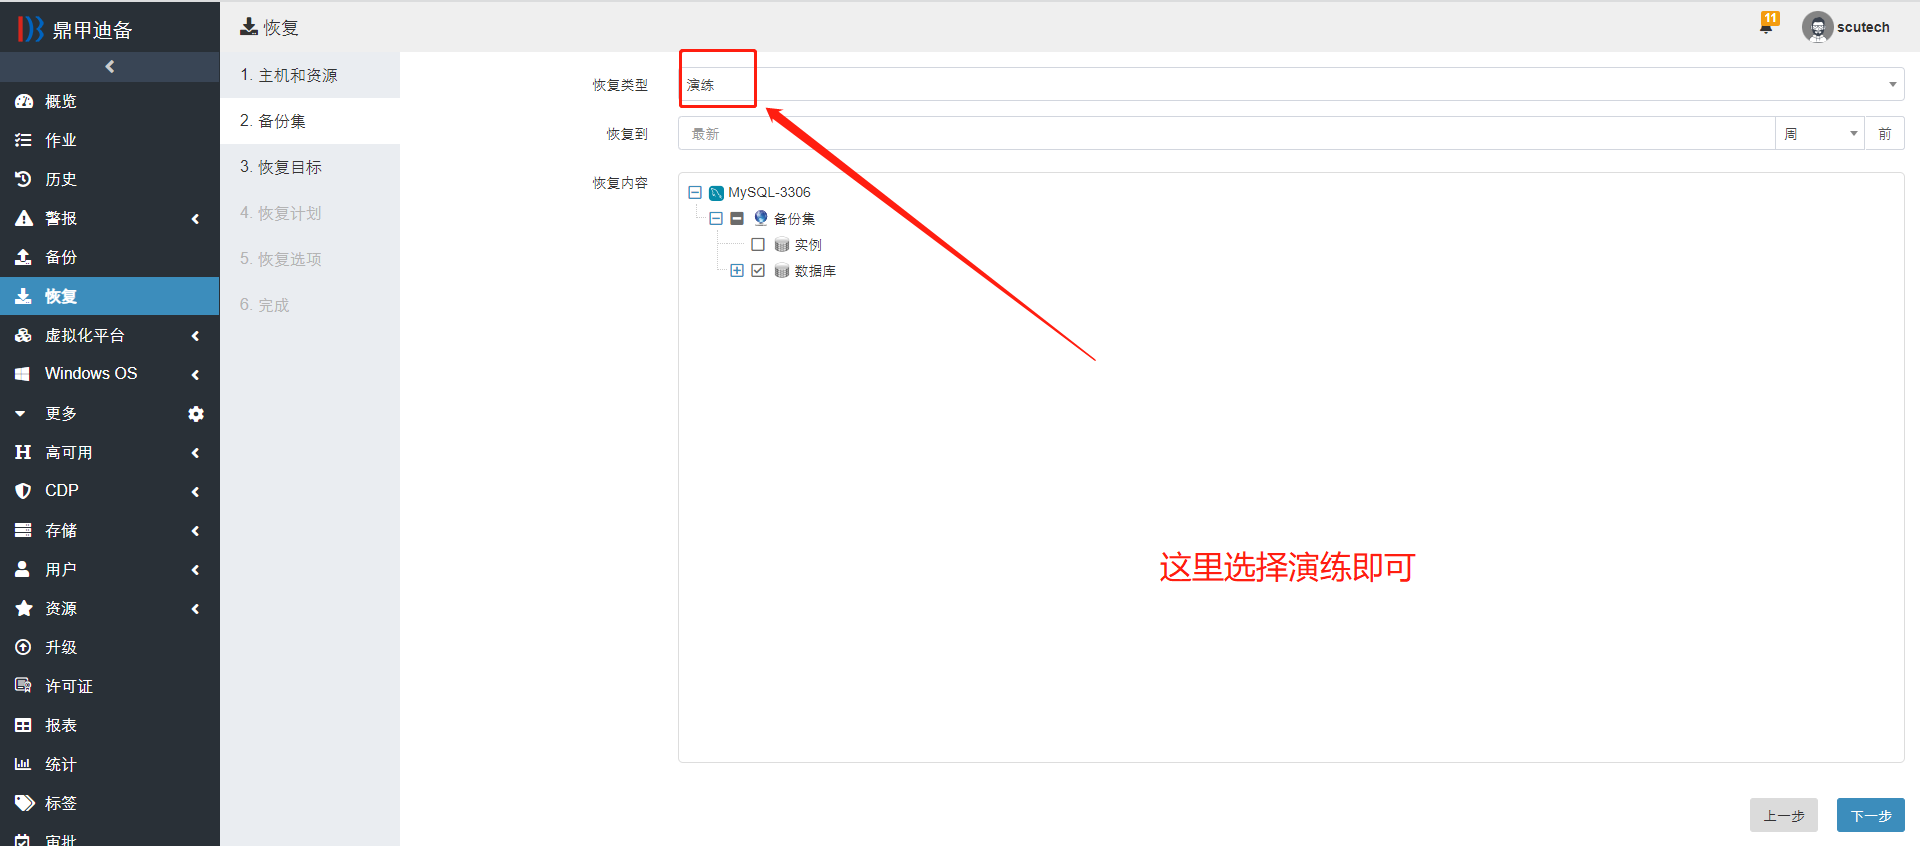 鼎甲迪备
恢复
11
scutech
概览
作业
历史
警报
备份
恢复
虚拟化平台
Windows OS
更多
高可用
CDP
存储
用户
资源
升级
许可证
报表
统计
标签
审批
1. 主机和资源
2. 备份集
3. 恢复目标
4. 恢复计划
5. 恢复选项
6. 完成
恢复类型
演练
恢复到
最新
周
前
恢复内容
MySQL-3306
备份集
实例
数据库
这里选择演练即可
上一步
下一步